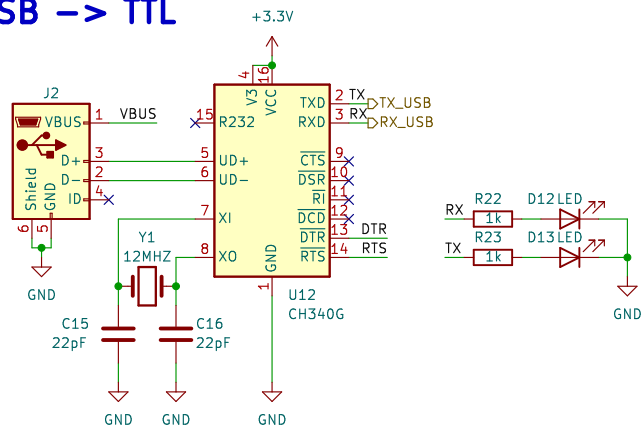 SB -> TTL
+3.3V
J2
VBUS
1
VBUS
D+
3
D-
2
ID
4
Shield
GND
6
5
GND
4
16
V3
VCC
15
R232
5
UD+
6
UD-
7
XI
8
XO
GND
1
TXD
2
TX
TX_USB
RXD
3
RX
RX_USB
CTS
9
DSR
10
RI
11
DCD
12
DTR
13
DTR
RTS
14
RTS
U12
CH340G
Y1
12MHZ
C15
22pF
C16
22pF
GND
GND
GND
RX
R22
1k
D12
LED
TX
R23
1k
D13
LED
GND